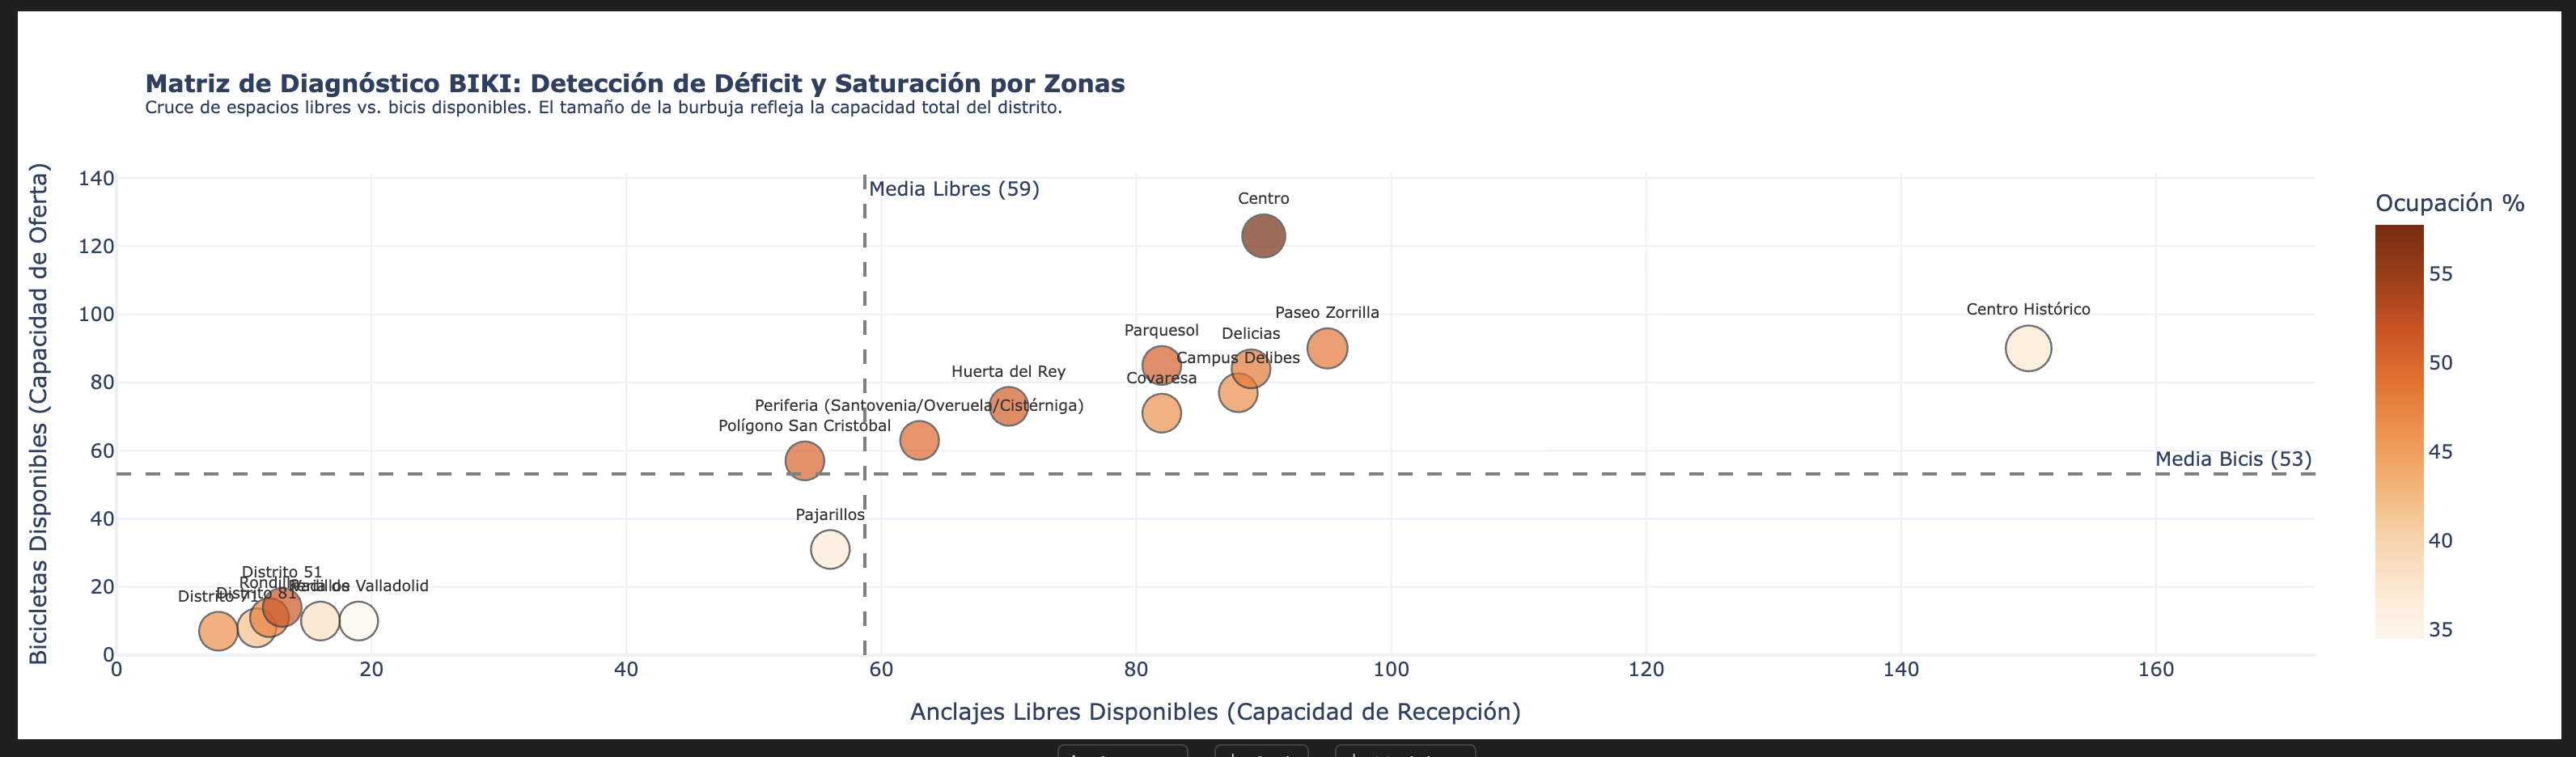 Matriz de Diagnóstico BIKI: Detección de Déficit y Saturación por Zonas
Cruce de espacios libres vs. bicis disponibles. El tamaño de la burbuja refleja la capacidad total del distrito.
Bicicletas Disponibles (Capacidad de Oferta)
140
120
100
80
60
40
20
0
Media Libres (59)
Centro
Centro Histórico
Paseo Zorrilla
Parquesol
Delicias
Campus Delibes
Covaresa
Huerta del Rey
Periferia (Santovenia/Overuela/Cistérniga)
Polígono San Cristóbal
Media Bicis (53)
Pajarillos
Distrito 51
Rondilla
Valladolid
Distrito 71
Distrito 81
0
20
40
60
80
100
120
140
160
Anclajes Libres Disponibles (Capacidad de Recepción)
Ocupación %
55
50
45
40
35